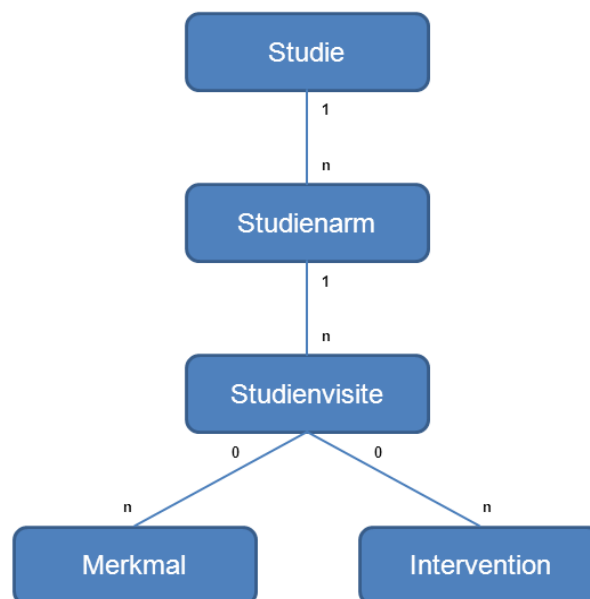 Studie
1
n
Studienarm
1
n
Studienvisite
0
0
n
n
Merkmal
Intervention